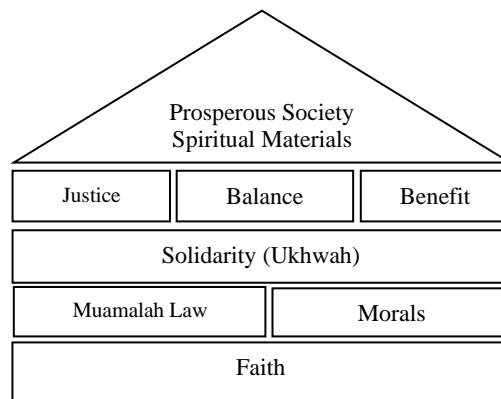 Prosperous Society
Spiritual Materials
Justice
Balance
Benefit
Solidarity (Ukhwah)
Muamalah Law
Morals
Faith